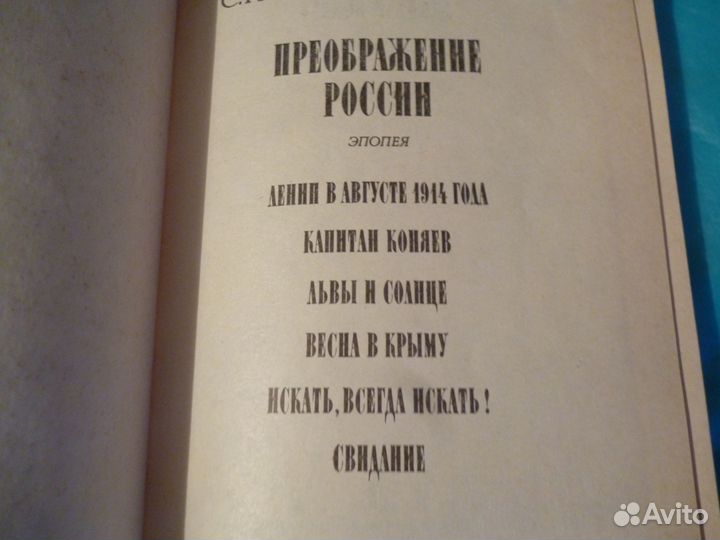 ПРЕОБРАЖЕНИЕ
РОССИИ
ЭПОПЕЯ
ЛЕНИН В АВГУСТЕ 1914 ГОДА
КАПИТАН КОНЯЕВ
ЛЬВЫ И СОЛНЦЕ
ВЕСНА В КРЫМУ
ИСКАТЬ, ВСЕГДА ИСКАТЬ!
СВИДАНИЕ
Avito